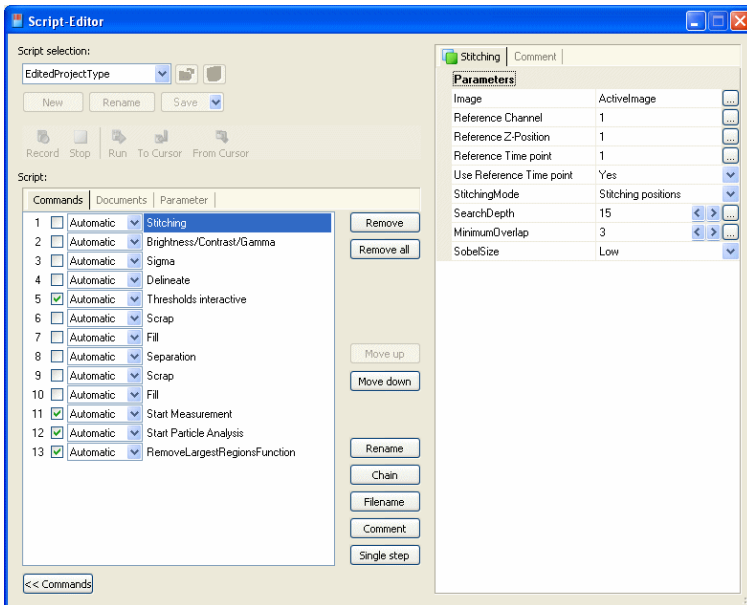 Script-Editor
Script selection:
EditedProjectType
New Rename Save
Record Stop Run To Cursor From Cursor
Script:
Commands Documents Parameter
1 Automatic Stitching
2 Automatic Brightness/Contrast/Gamma
3 Automatic Sigma
4 Automatic Delineate
5 Automatic Thresholds interactive
6 Automatic Scrap
7 Automatic Fill
8 Automatic Separation
9 Automatic Scrap
10 Automatic Fill
11 Automatic Start Measurement
12 Automatic Start Particle Analysis
13 Automatic RemoveLargestRegionsFunction
Remove
Remove all
Move up
Move down
Rename
Chain
Filename
Comment
Single step
<< Commands
Stitching Comment
Parameters
Image ActiveImage ...
Reference Channel 1 ...
Reference Z-Position 1 ...
Reference Time point 1 ...
Use Reference Time point Yes
StitchingMode Stitching positions
SearchDepth 15 < > ...
MinimumOverlap 3 < > ...
SobelSize Low